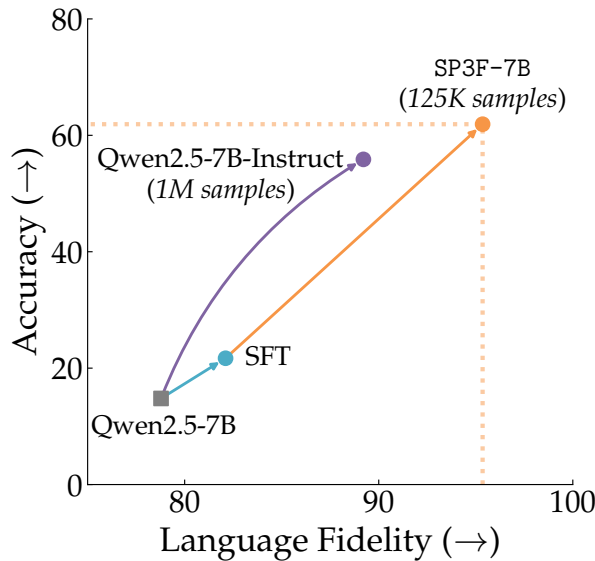 80
SP3F-7B
(125K samples)
60
Qwen2.5-7B-Instruct
(1M samples)
Accuracy (→)
40
SFT
20
Qwen2.5-7B
0
80
90
100
Language Fidelity (→)